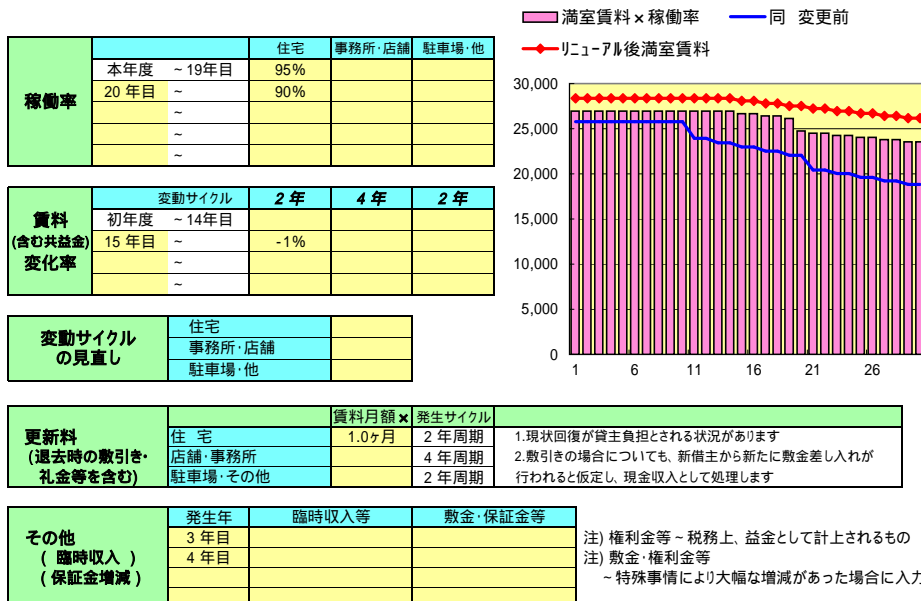 満室賃料×稼働率 同 変更前
リニューアル後満室賃料
住宅 事務所・店舗 駐車場・他
稼働率
本年度 ~19年目 95%
20 年目 ~ 90%
~
~
~
30,000
25,000
20,000
15,000
10,000
5,000
0
1 6 11 16 21 26
変動サイクル 2 年 4 年 2 年
賃料
(含む共益金)
変化率
初年度 ~14年目
15 年目 ~ -1%
~
~
変動サイクル
の見直し
住宅
事務所・店舗
駐車場・他
賃料月額× 発生サイクル
更新料
(退去時の敷引き・
礼金等を含む)
住 宅 1.0ヶ月 2 年周期 1.現状回復が貸主負担とされる状況があります
店舗・事務所 4 年周期 2.敷引きの場合についても、新借主から新たに敷金差し入れが
駐車場・その他 2 年周期 行われると仮定し、現金収入として処理します
発生年 臨時収入等 敷金・保証金等
その他
( 臨時収入 )
( 保証金増減 )
3 年目
4 年目
注) 権利金等 ~ 税務上、益金として計上されるもの
注) 敷金・権利金等
~ 特殊事情により大幅な増減があった場合に入力